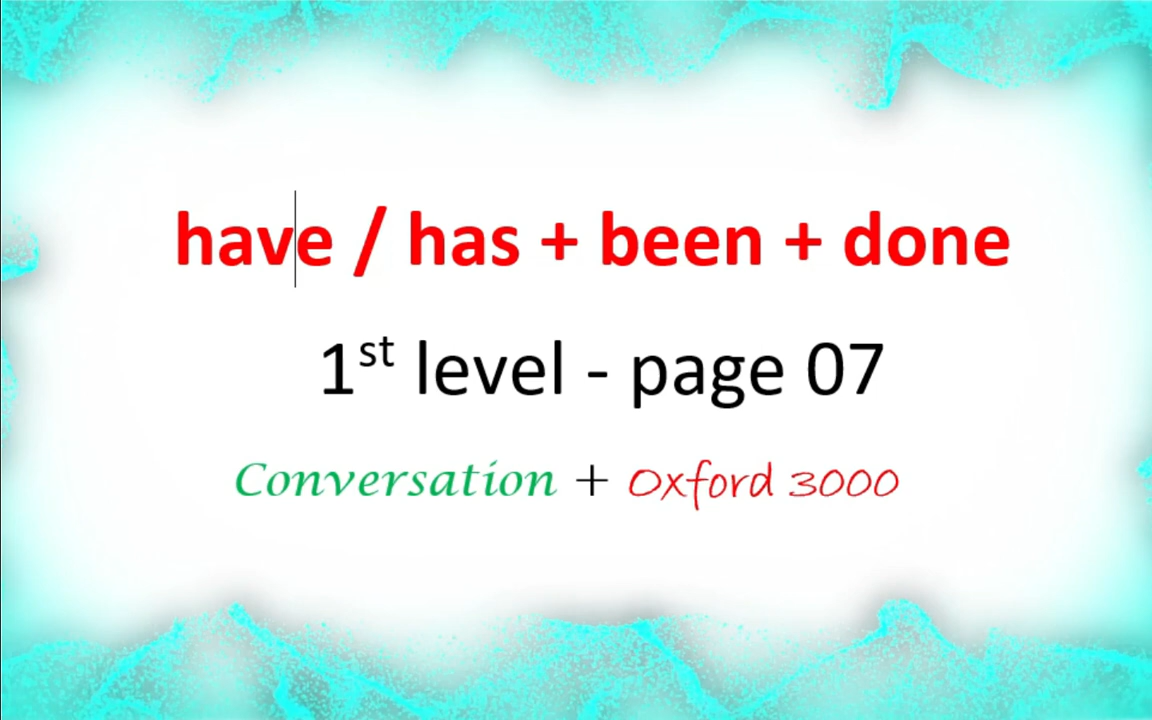 have / has + been + done
1st level - page 07
Conversation + Oxford 3000